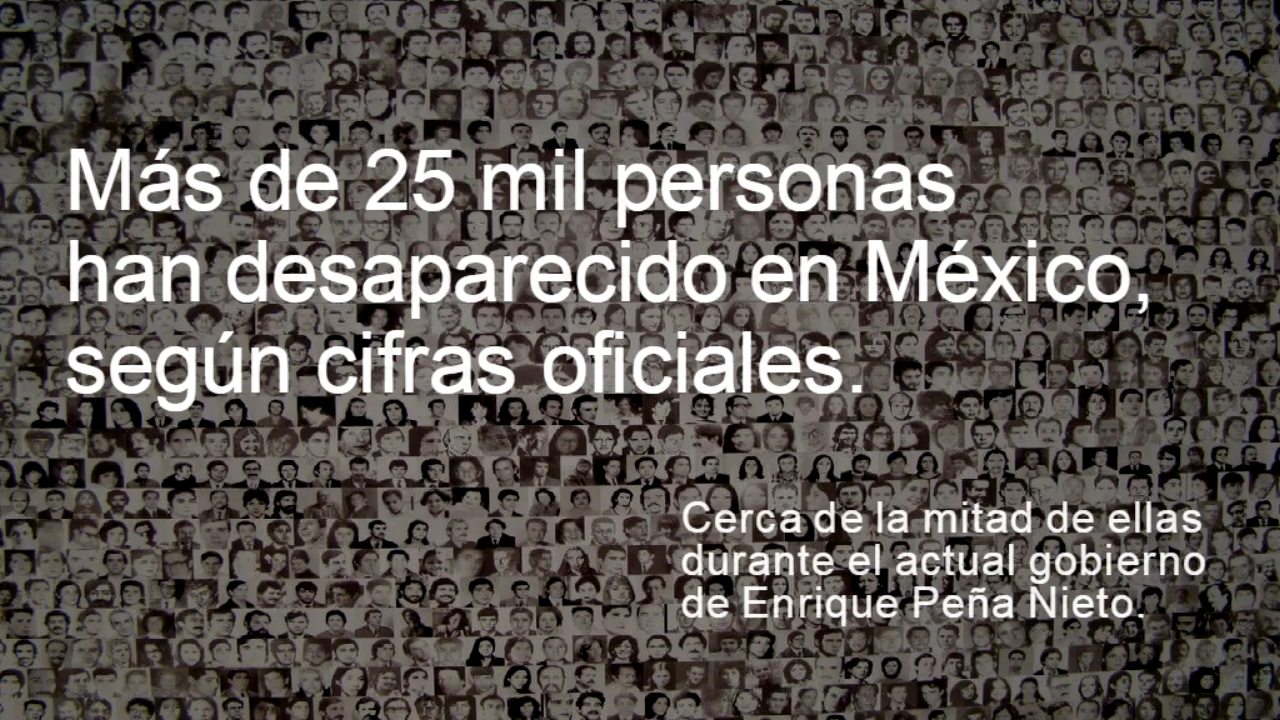 Más de 25 mil personas
han desaparecido en México,
según cifras oficiales.
Cerca de la mitad de ellas
durante el actual gobierno
de Enrique Peña Nieto.